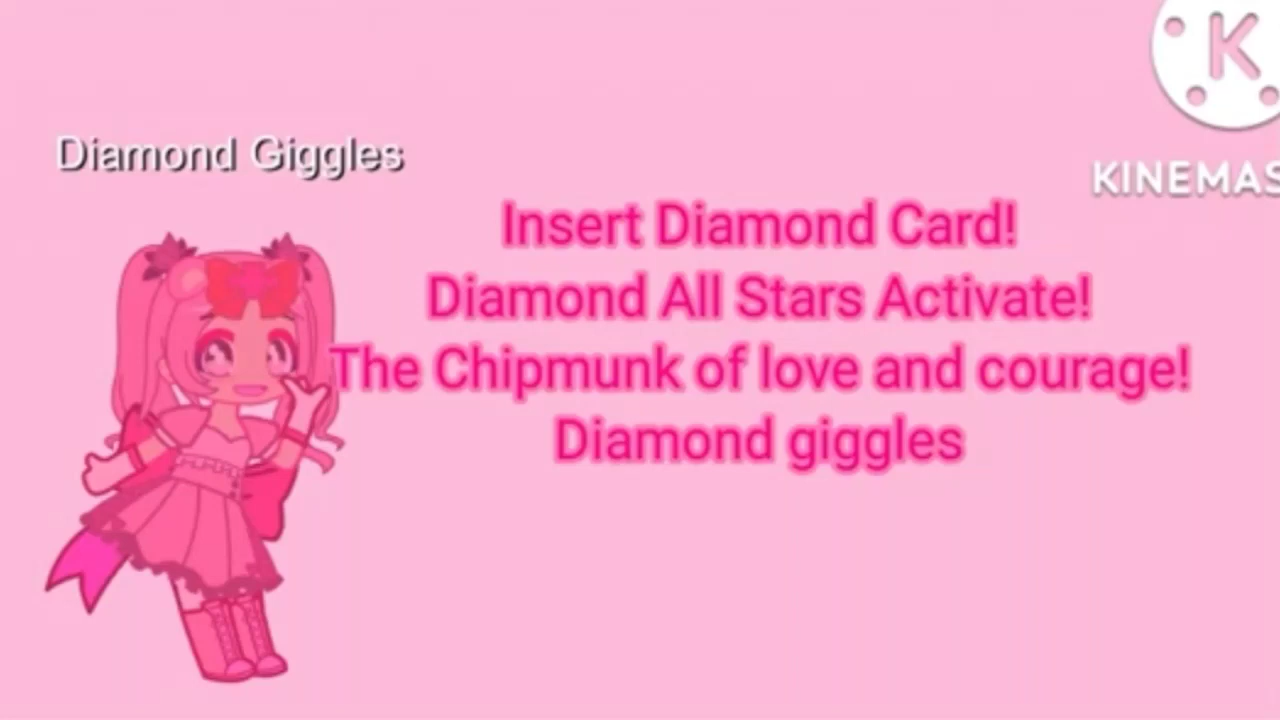 K
KINEMAS
Diamond Giggles
Insert Diamond Card!
Diamond All Stars Activate!
The Chipmunk of love and courage!
Diamond giggles